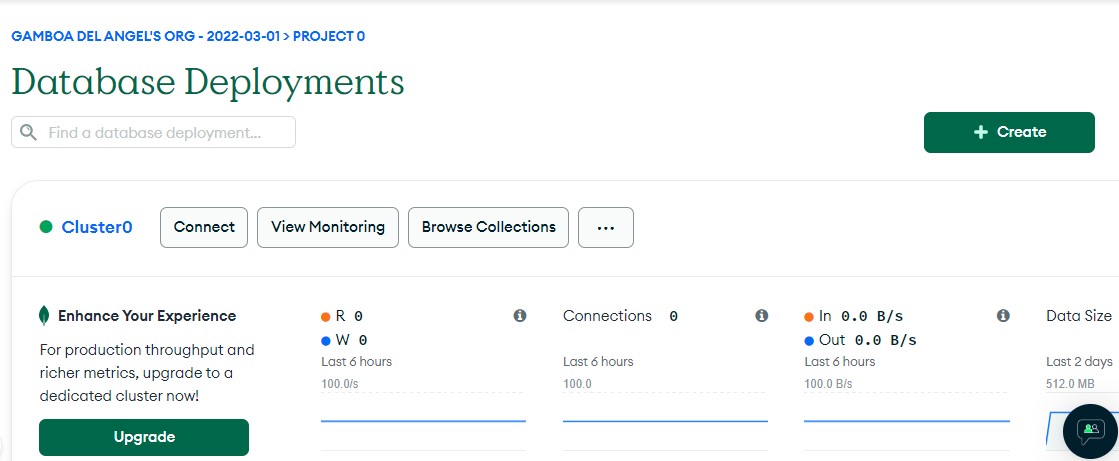 GAMBOA DEL ANGEL'S ORG - 2022-03-01 > PROJECT 0
Database Deployments
Find a database deployment...
+ Create
Cluster0
Connect
View Monitoring
Browse Collections
...
Enhance Your Experience
For production throughput and
richer metrics, upgrade to a
dedicated cluster now!
Upgrade
R 0
W 0
Last 6 hours
100.0/s
Connections 0
Last 6 hours
100.0
In 0.0 B/s
Out 0.0 B/s
Last 6 hours
100.0 B/s
Data Size
Last 2 days
512.0 MB